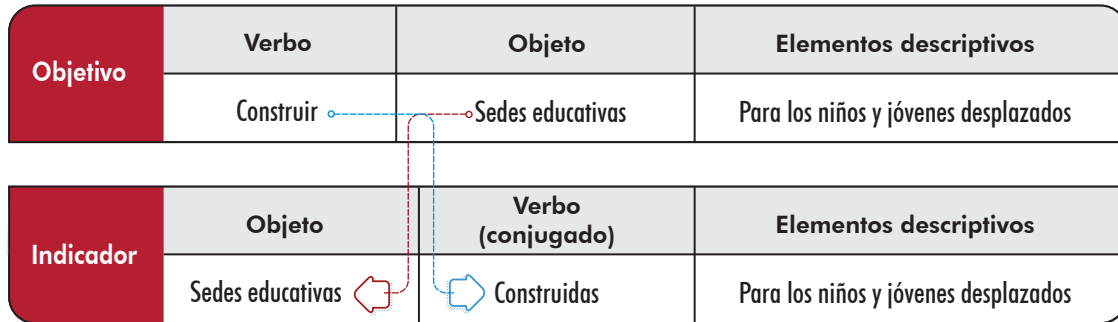 Objetivo
Verbo
Objeto
Elementos descriptivos
Construir
Sedes educativas
Para los niños y jóvenes desplazados
Indicador
Objeto
Verbo
(conjugado)
Elementos descriptivos
Sedes educativas
Construidas
Para los niños y jóvenes desplazados